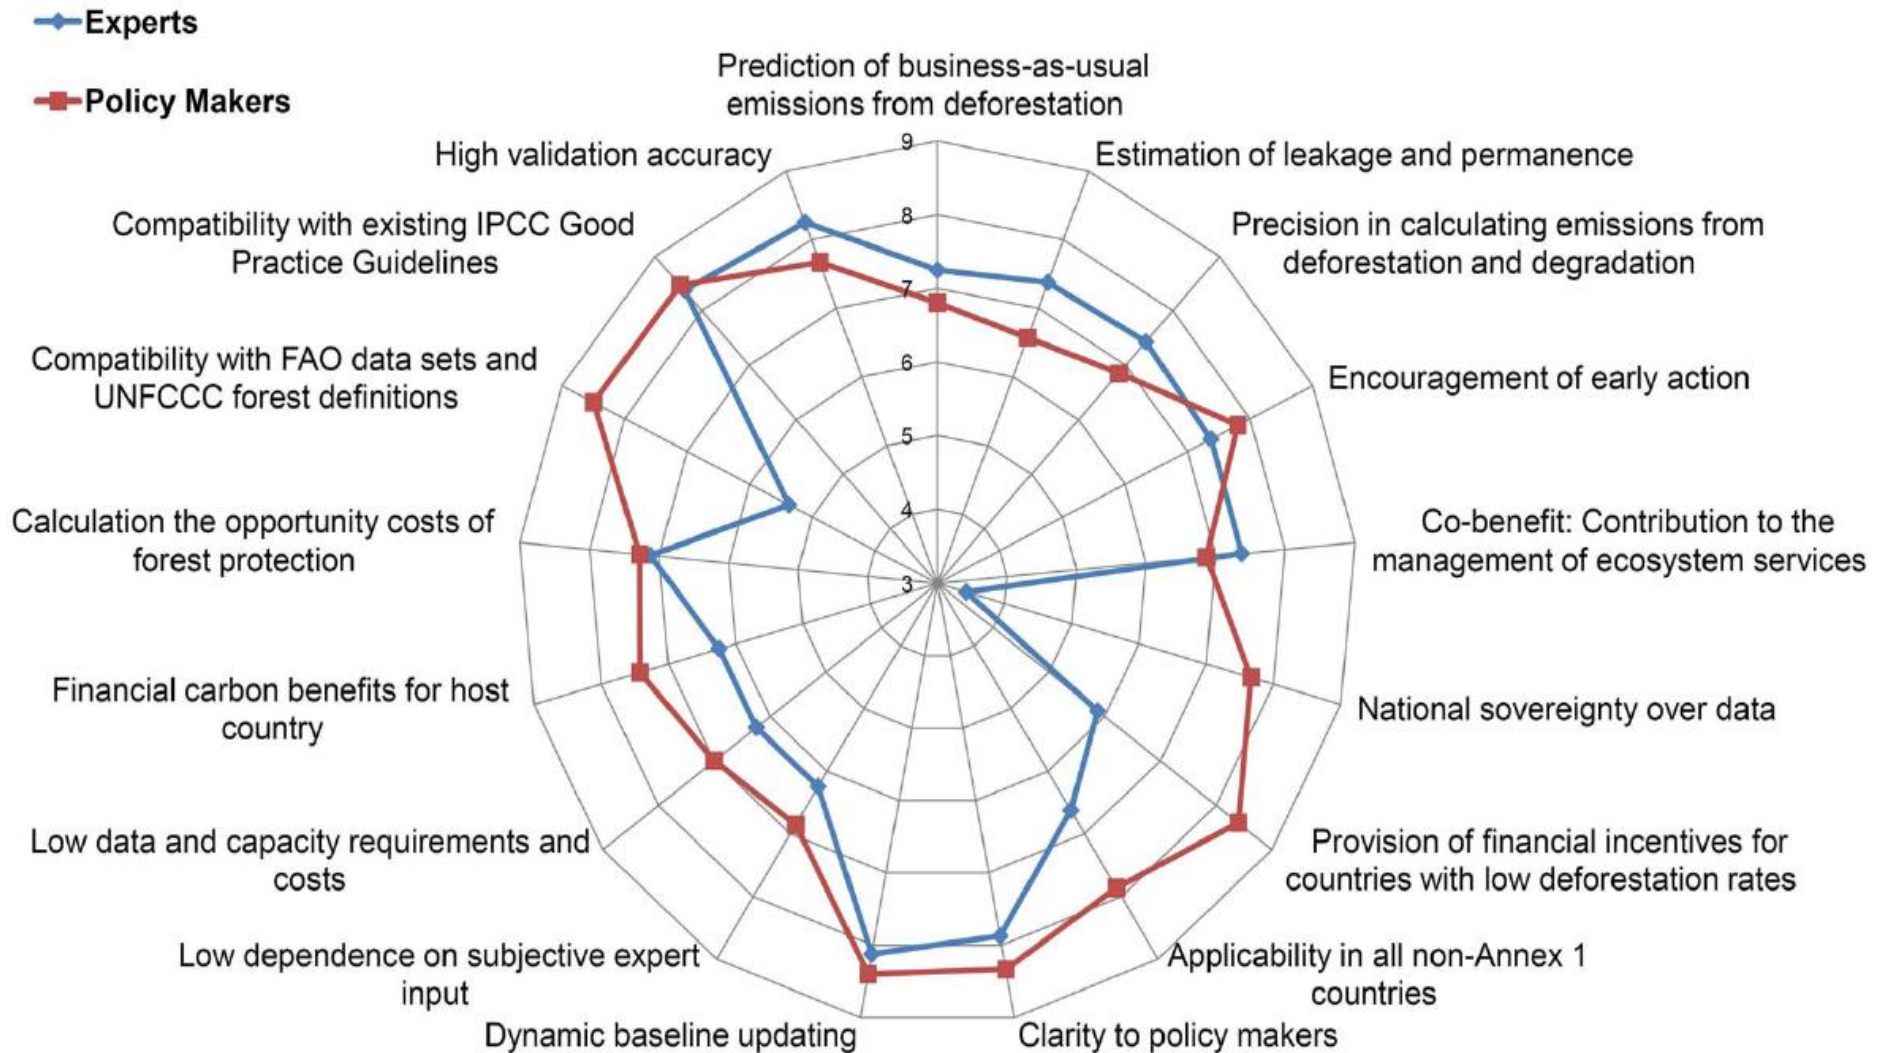 Experts
Policy Makers
Prediction of business-as-usual
emissions from deforestation
Estimation of leakage and permanence
Precision in calculating emissions from
deforestation and degradation
Encouragement of early action
Co-benefit: Contribution to the
management of ecosystem services
National sovereignty over data
Provision of financial incentives for
countries with low deforestation rates
Applicability in all non-Annex 1
countries
Clarity to policy makers
Dynamic baseline updating
Low dependence on subjective expert
input
Low data and capacity requirements and
costs
Financial carbon benefits for host
country
Calculation the opportunity costs of
forest protection
Compatibility with FAO data sets and
UNFCCC forest definitions
Compatibility with existing IPCC Good
Practice Guidelines
High validation accuracy
9
8
7
6
5
4
3